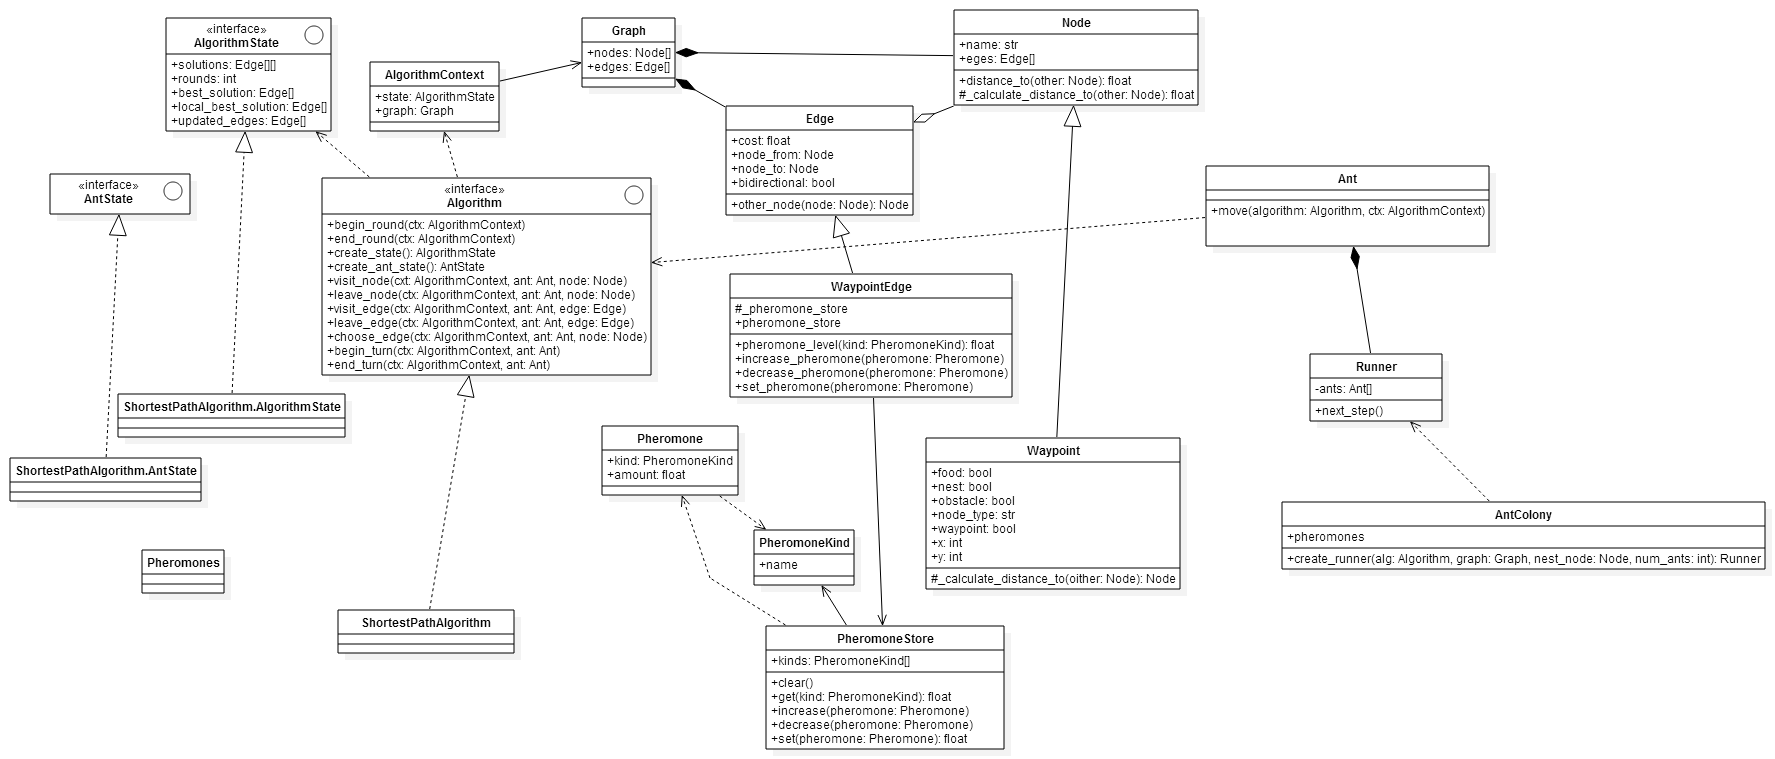 «interface»
AlgorithmState
+solutions: Edge[][]
+rounds: int
+best_solution: Edge[]
+local_best_solution: Edge[]
+updated_edges: Edge[]
AlgorithmContext
+state: AlgorithmState
+graph: Graph
Graph
+nodes: Node[]
+edges: Edge[]
Node
+name: str
+eges: Edge[]
+distance_to(other: Node): float
#_calculate_distance_to(other: Node): float
Edge
+cost: float
+node_from: Node
+node_to: Node
+bidirectional: bool
+other_node(node: Node): Node
«interface»
AntState
«interface»
Algorithm
+begin_round(ctx: AlgorithmContext)
+end_round(ctx: AlgorithmContext)
+create_state(): AlgorithmState
+create_ant_state(): AntState
+visit_node(cxt: AlgorithmContext, ant: Ant, node: Node)
+leave_node(ctx: AlgorithmContext, ant: Ant, node: Node)
+visit_edge(ctx: AlgorithmContext, ant: Ant, edge: Edge)
+leave_edge(ctx: AlgorithmContext, ant: Ant, edge: Edge)
+choose_edge(ctx: AlgorithmContext, ant: Ant, node: Node)
+begin_turn(ctx: AlgorithmContext, ant: Ant)
+end_turn(ctx: AlgorithmContext, ant: Ant)
Ant
+move(algorithm: Algorithm, ctx: AlgorithmContext)
WaypointEdge
#_pheromone_store
+pheromone_store
+pheromone_level(kind: PheromoneKind): float
+increase_pheromone(pheromone: Pheromone)
+decrease_pheromone(pheromone: Pheromone)
+set_pheromone(pheromone: Pheromone)
Runner
-ants: Ant[]
+next_step()
ShortestPathAlgorithm.AlgorithmState
ShortestPathAlgorithm.AntState
Pheromone
+kind: PheromoneKind
+amount: float
Waypoint
+food: bool
+nest: bool
+obstacle: bool
+node_type: str
+waypoint: bool
+x: int
+y: int
#_calculate_distance_to(oither: Node): Node
AntColony
+pheromones
+create_runner(alg: Algorithm, graph: Graph, nest_node: Node, num_ants: int): Runner
PheromoneKind
+name
Pheromones
ShortestPathAlgorithm
PheromoneStore
+kinds: PheromoneKind[]
+clear()
+get(kind: PheromoneKind): float
+increase(pheromone: Pheromone)
+decrease(pheromone: Pheromone)
+set(pheromone: Pheromone): float